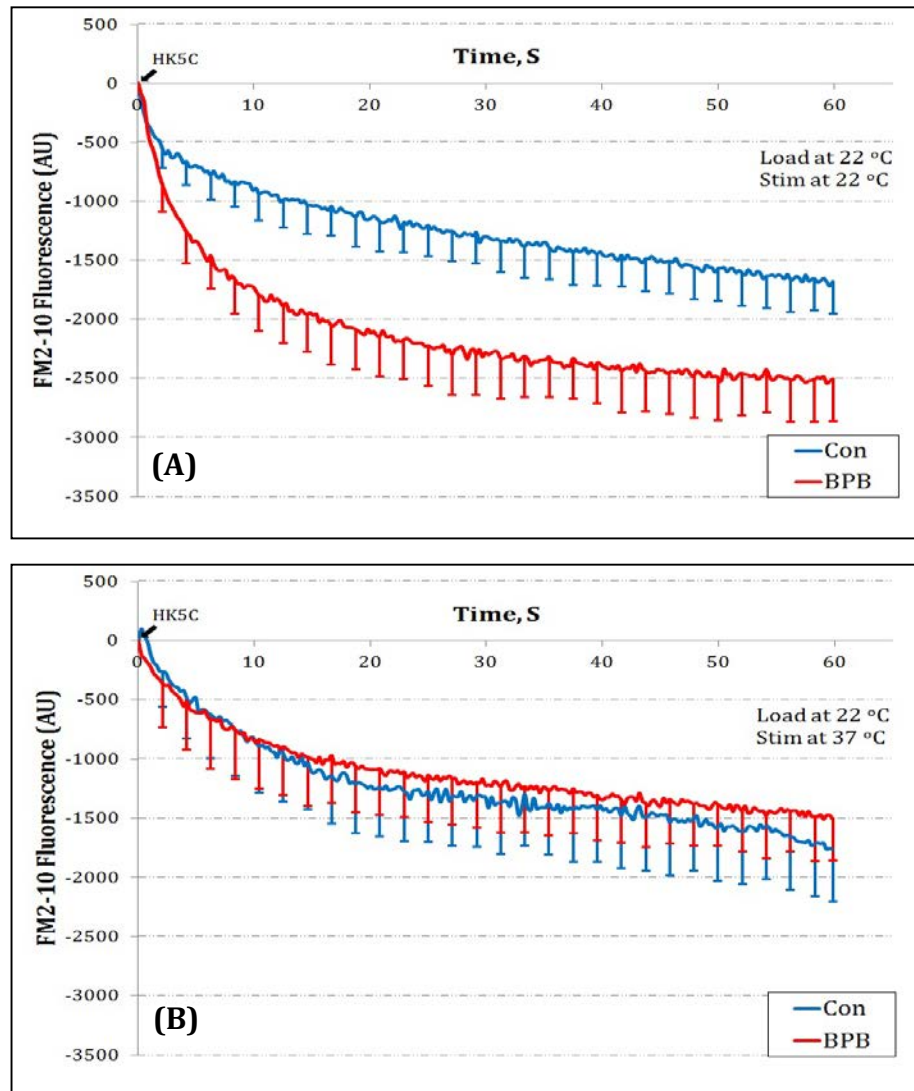 500
HK5C
Time, S
0
0 10 20 30 40 50 60
-500
Load at 22 °C
Stim at 22 °C
-1000
-1500
-2000
-2500
-3000
-3500
FM2-10 Fluorescence (AU)
(A)
Con
BPB
500
HK5C
Time, S
0
0 10 20 30 40 50 60
-500
Load at 22 °C
Stim at 37 °C
-1000
-1500
-2000
-2500
-3000
-3500
FM2-10 Fluorescence (AU)
(B)
Con
BPB